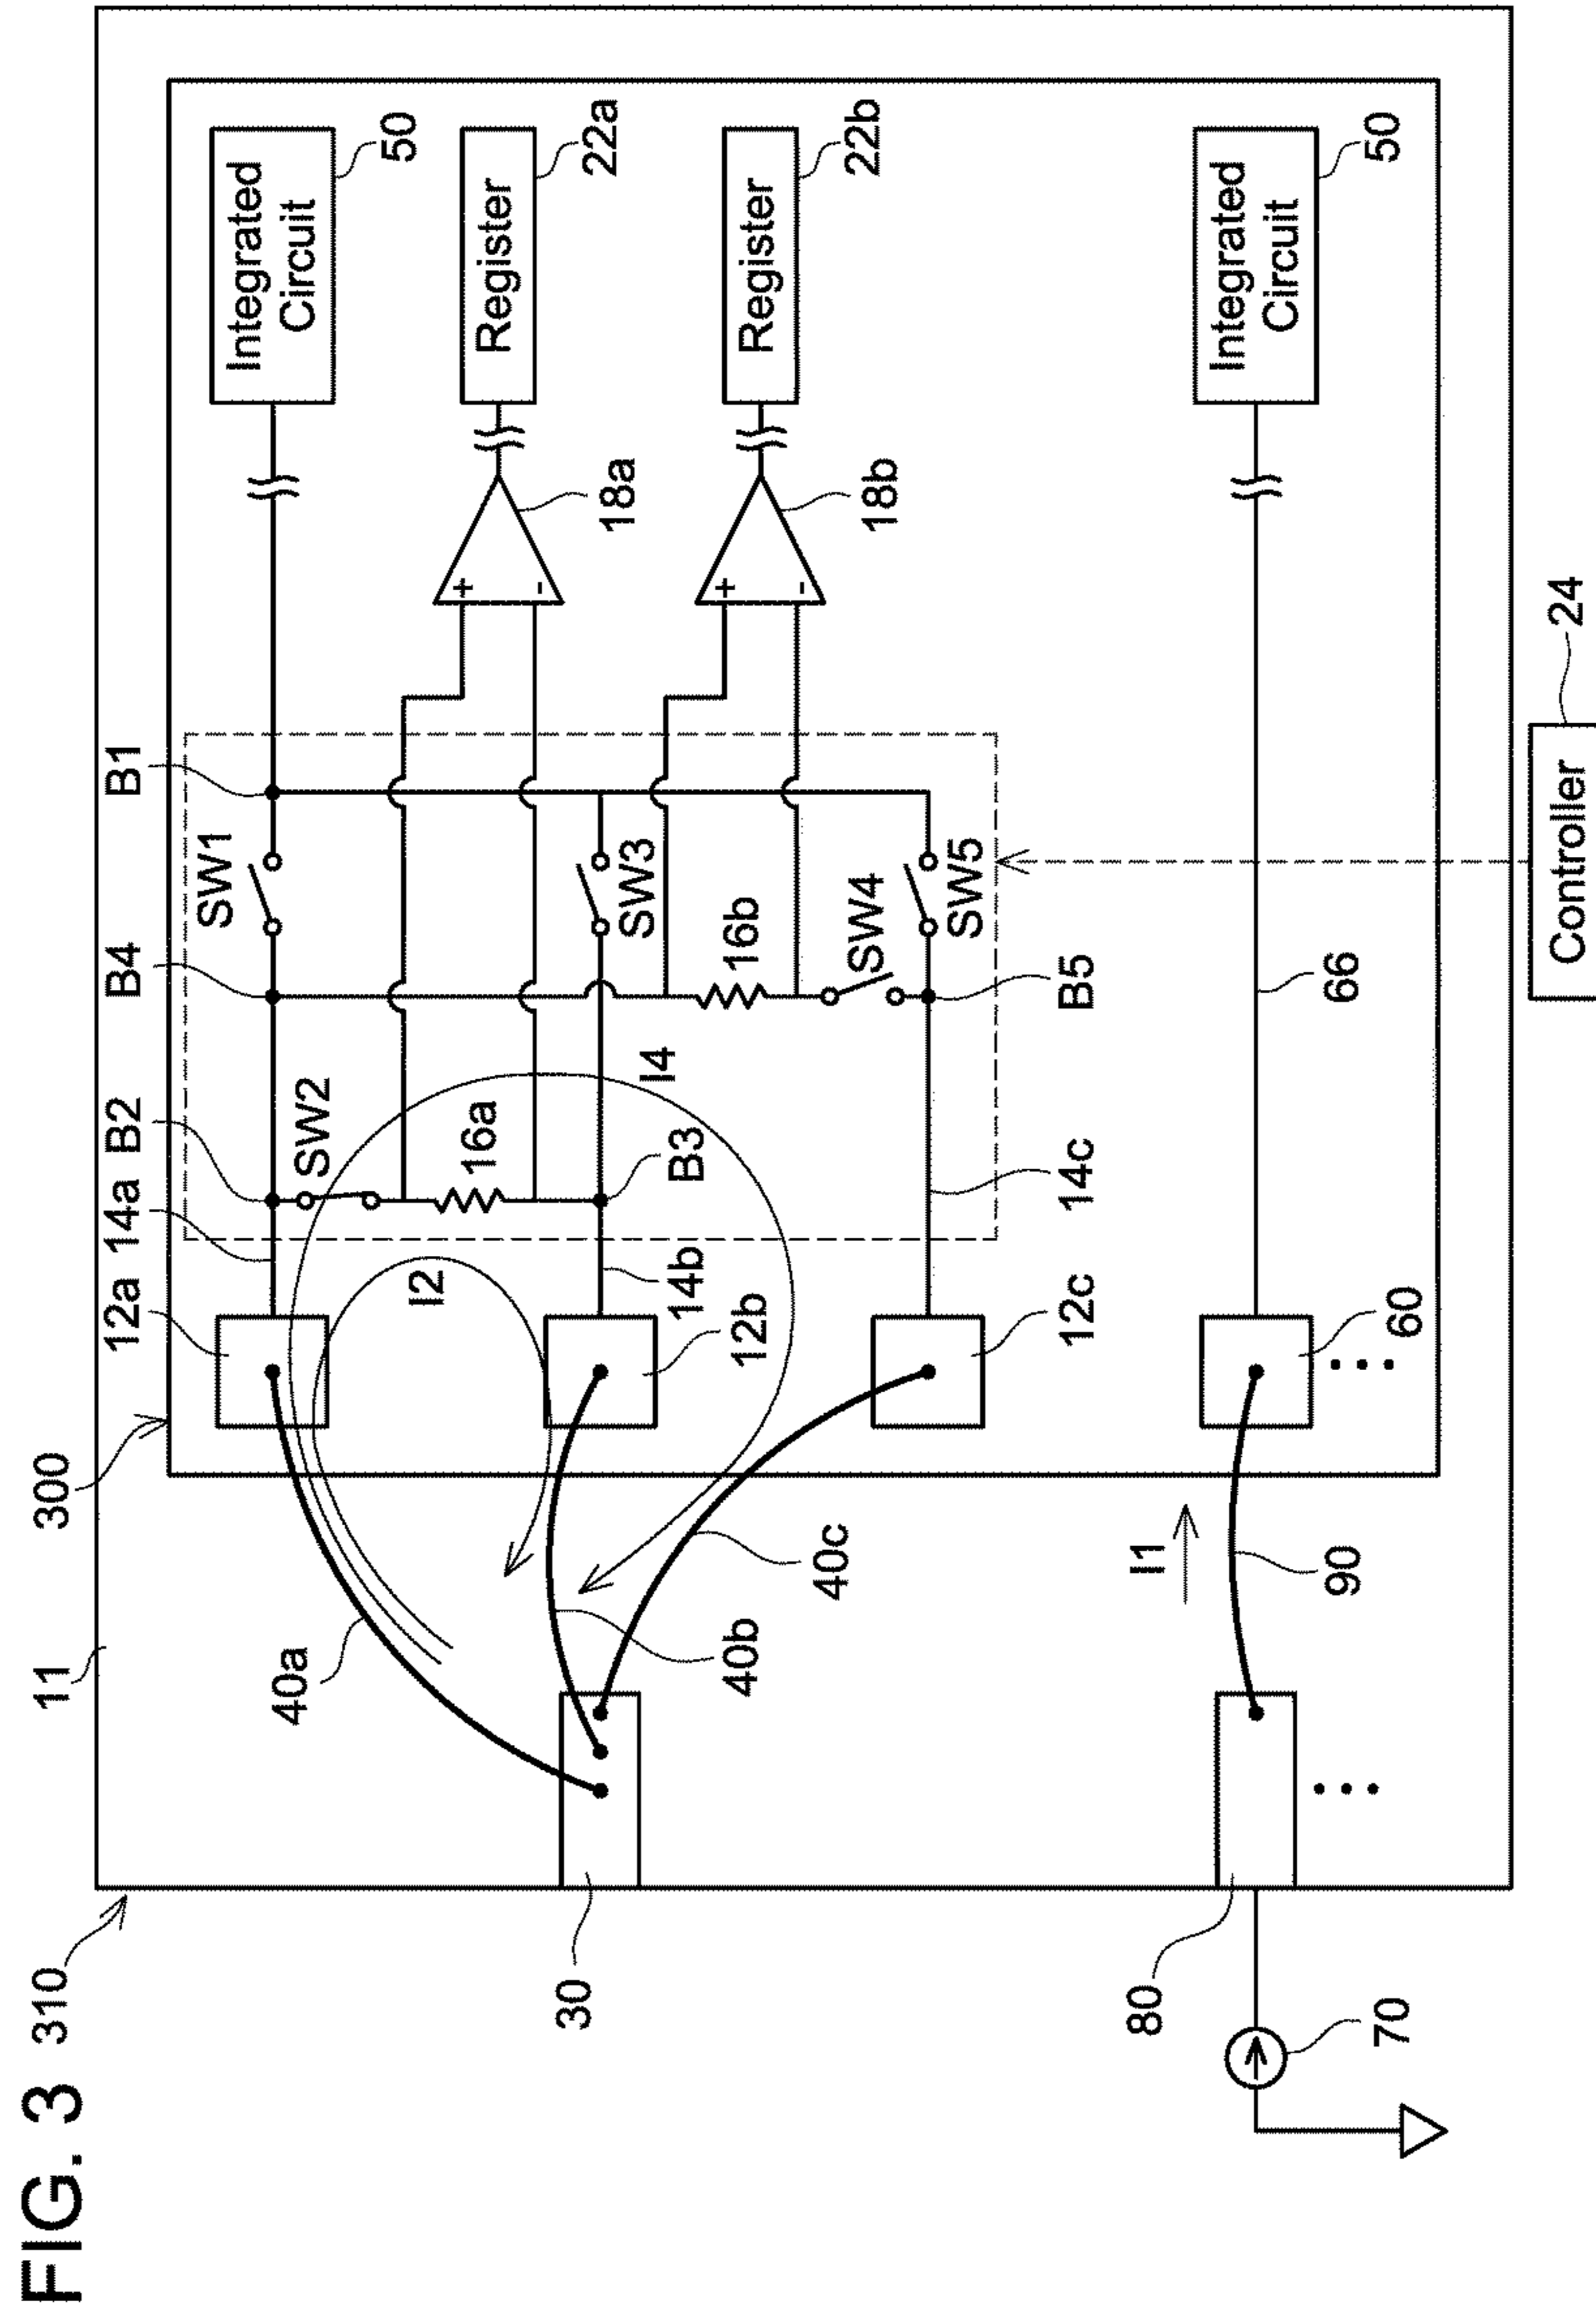 FIG. 3
310
11
300
12a
14a
B2
B4
B1
SW1
Integrated
Circuit
50
SW2
Register
22a
16a
18a
I2
I4
SW3
40a
14b
B3
Register
22b
12b
16b
18b
30
40b
SW4
40c
SW5
12c
14c
B5
I1
Integrated
Circuit
50
80
90
60
66
70
Controller
24
+
-
+
-